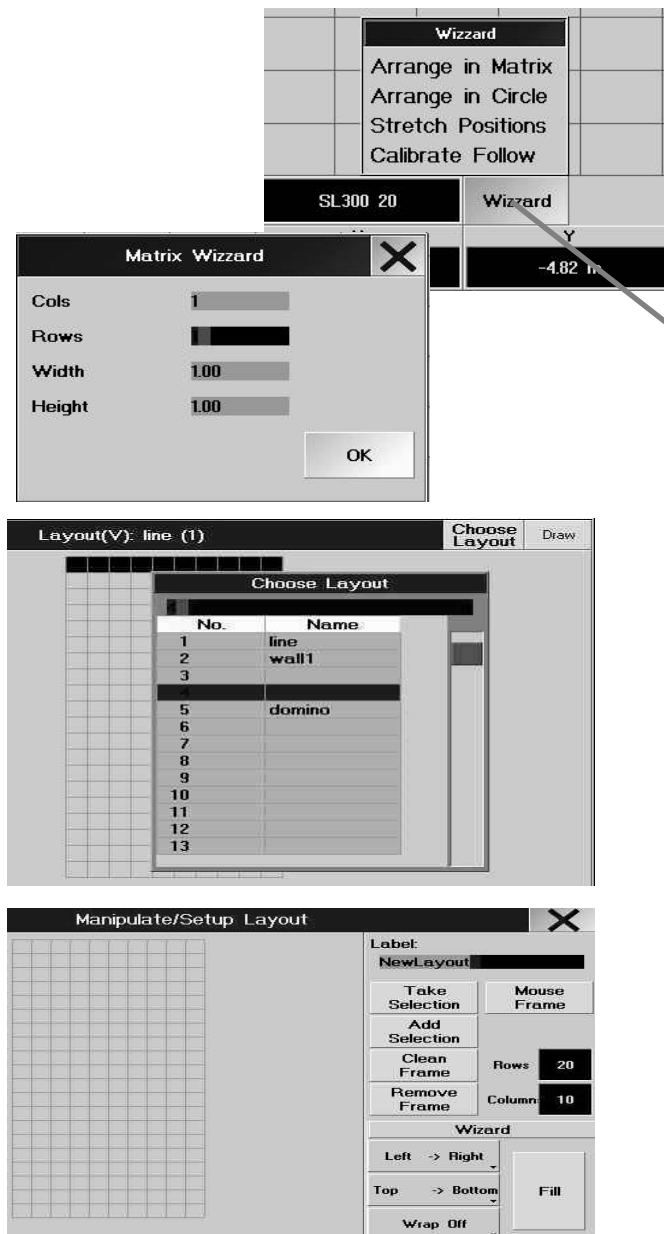 Wizzard
Arrange in Matrix
Arrange in Circle
Stretch Positions
Calibrate Follow
SL300 20
Wizzard
Y
-4.82 m
Matrix Wizzard
Cols 1
Rows 1
Width 1.00
Height 1.00
OK
Layout(V): line (1)
Choose Layout
Draw
Choose Layout
4
No. Name
1 line
2 wall1
3
4
5 domino
6
7
8
9
10
11
12
13
Manipulate/Setup Layout
Label:
NewLayout
Take Selection
Mouse Frame
Add Selection
Clean Frame
Rows 20
Remove Frame
Column: 10
Wizard
Left -> Right
Top -> Bottom
Fill
Wrap Off